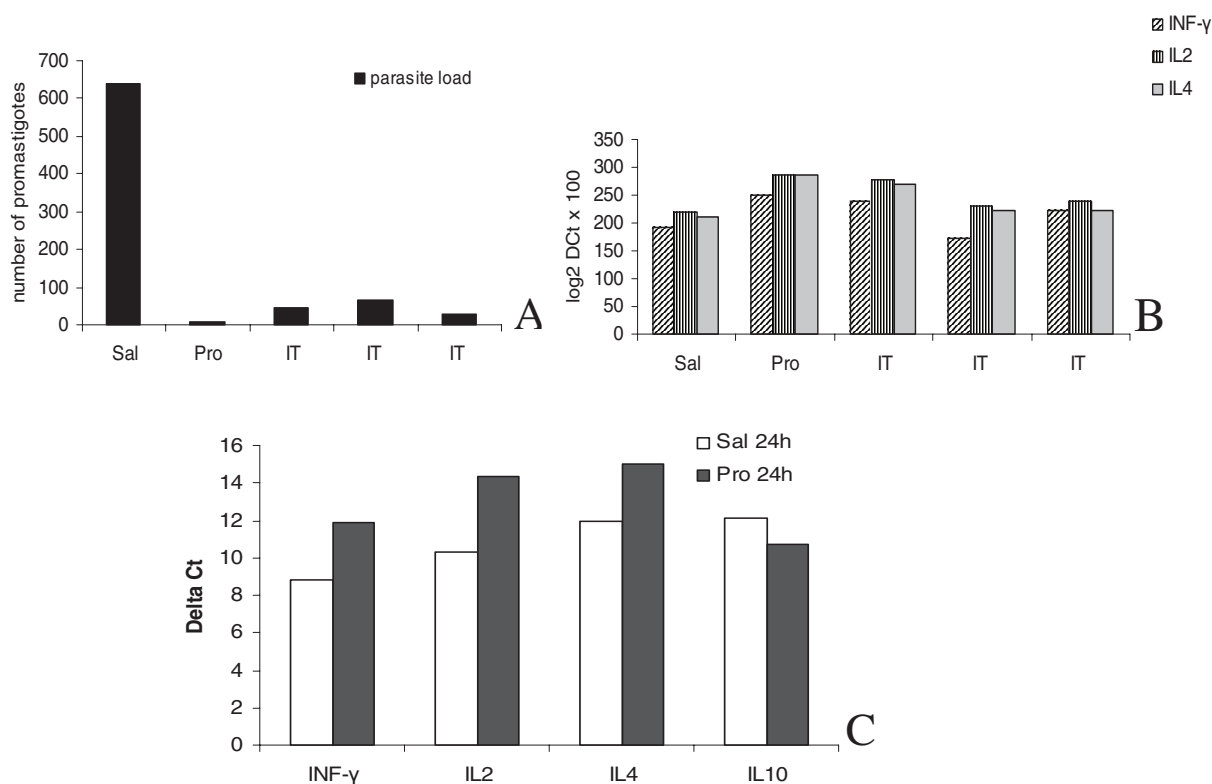 700
600
500
400
300
200
100
0
number of promastigotes
parasite load
Sal Pro IT IT IT
A
INF-γ
IL2
IL4
350
300
250
200
150
100
50
0
log2 DCt x 100
Sal Pro IT IT IT
B
16
14
12
10
8
6
4
2
0
Delta Ct
Sal 24h
Pro 24h
INF-γ IL2 IL4 IL10
C